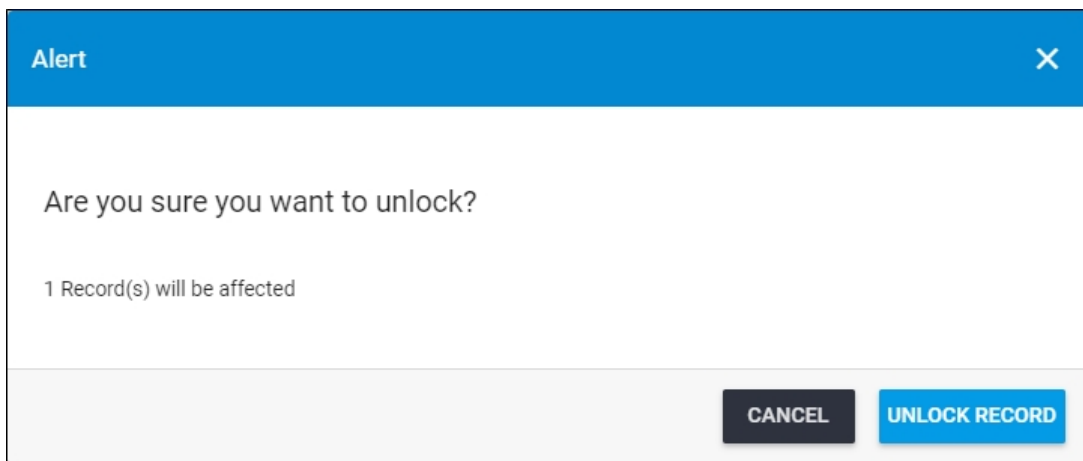 Alert
Are you sure you want to unlock?
1 Record(s) will be affected
CANCEL
UNLOCK RECORD